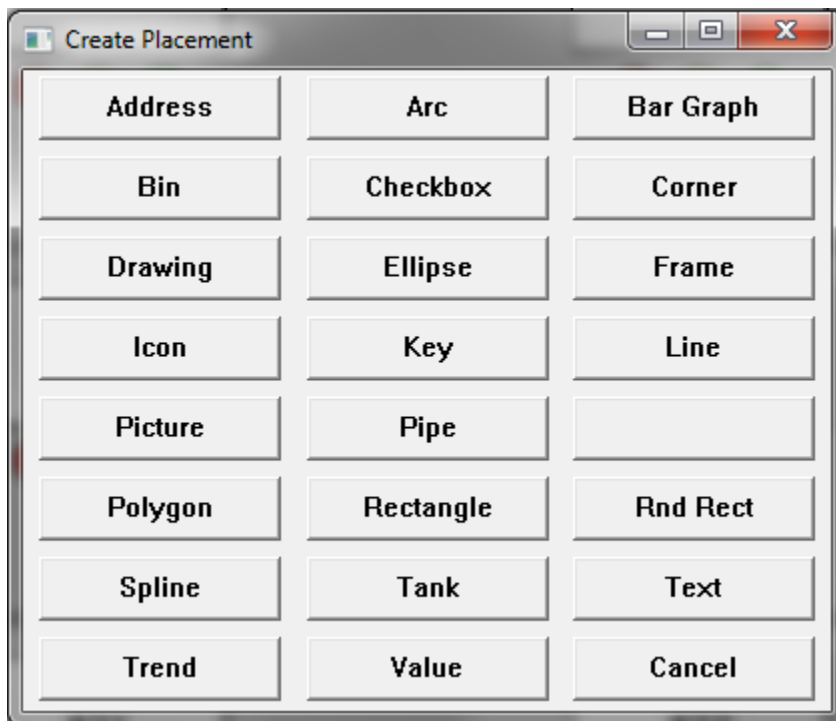 Create Placement
Address Arc Bar Graph
Bin Checkbox Corner
Drawing Ellipse Frame
Icon Key Line
Picture Pipe
Polygon Rectangle Rnd Rect
Spline Tank Text
Trend Value Cancel